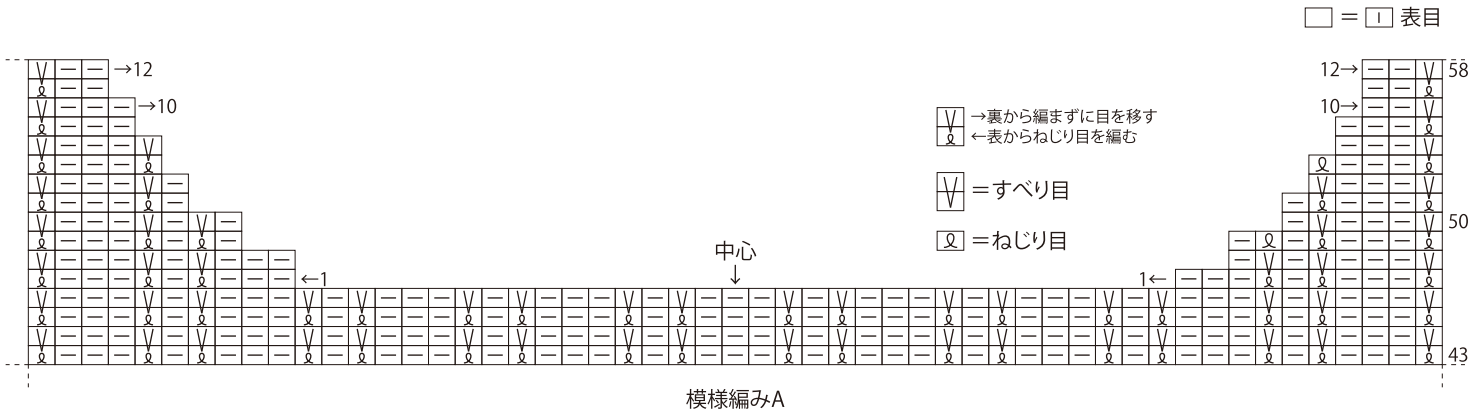 = 表目
→12
12→
58
→10
10→
→裏から編まずに目を移す
←表からねじり目を編む
=すべり目
50
=ねじり目
中心
←1
1←
43
模様編みA